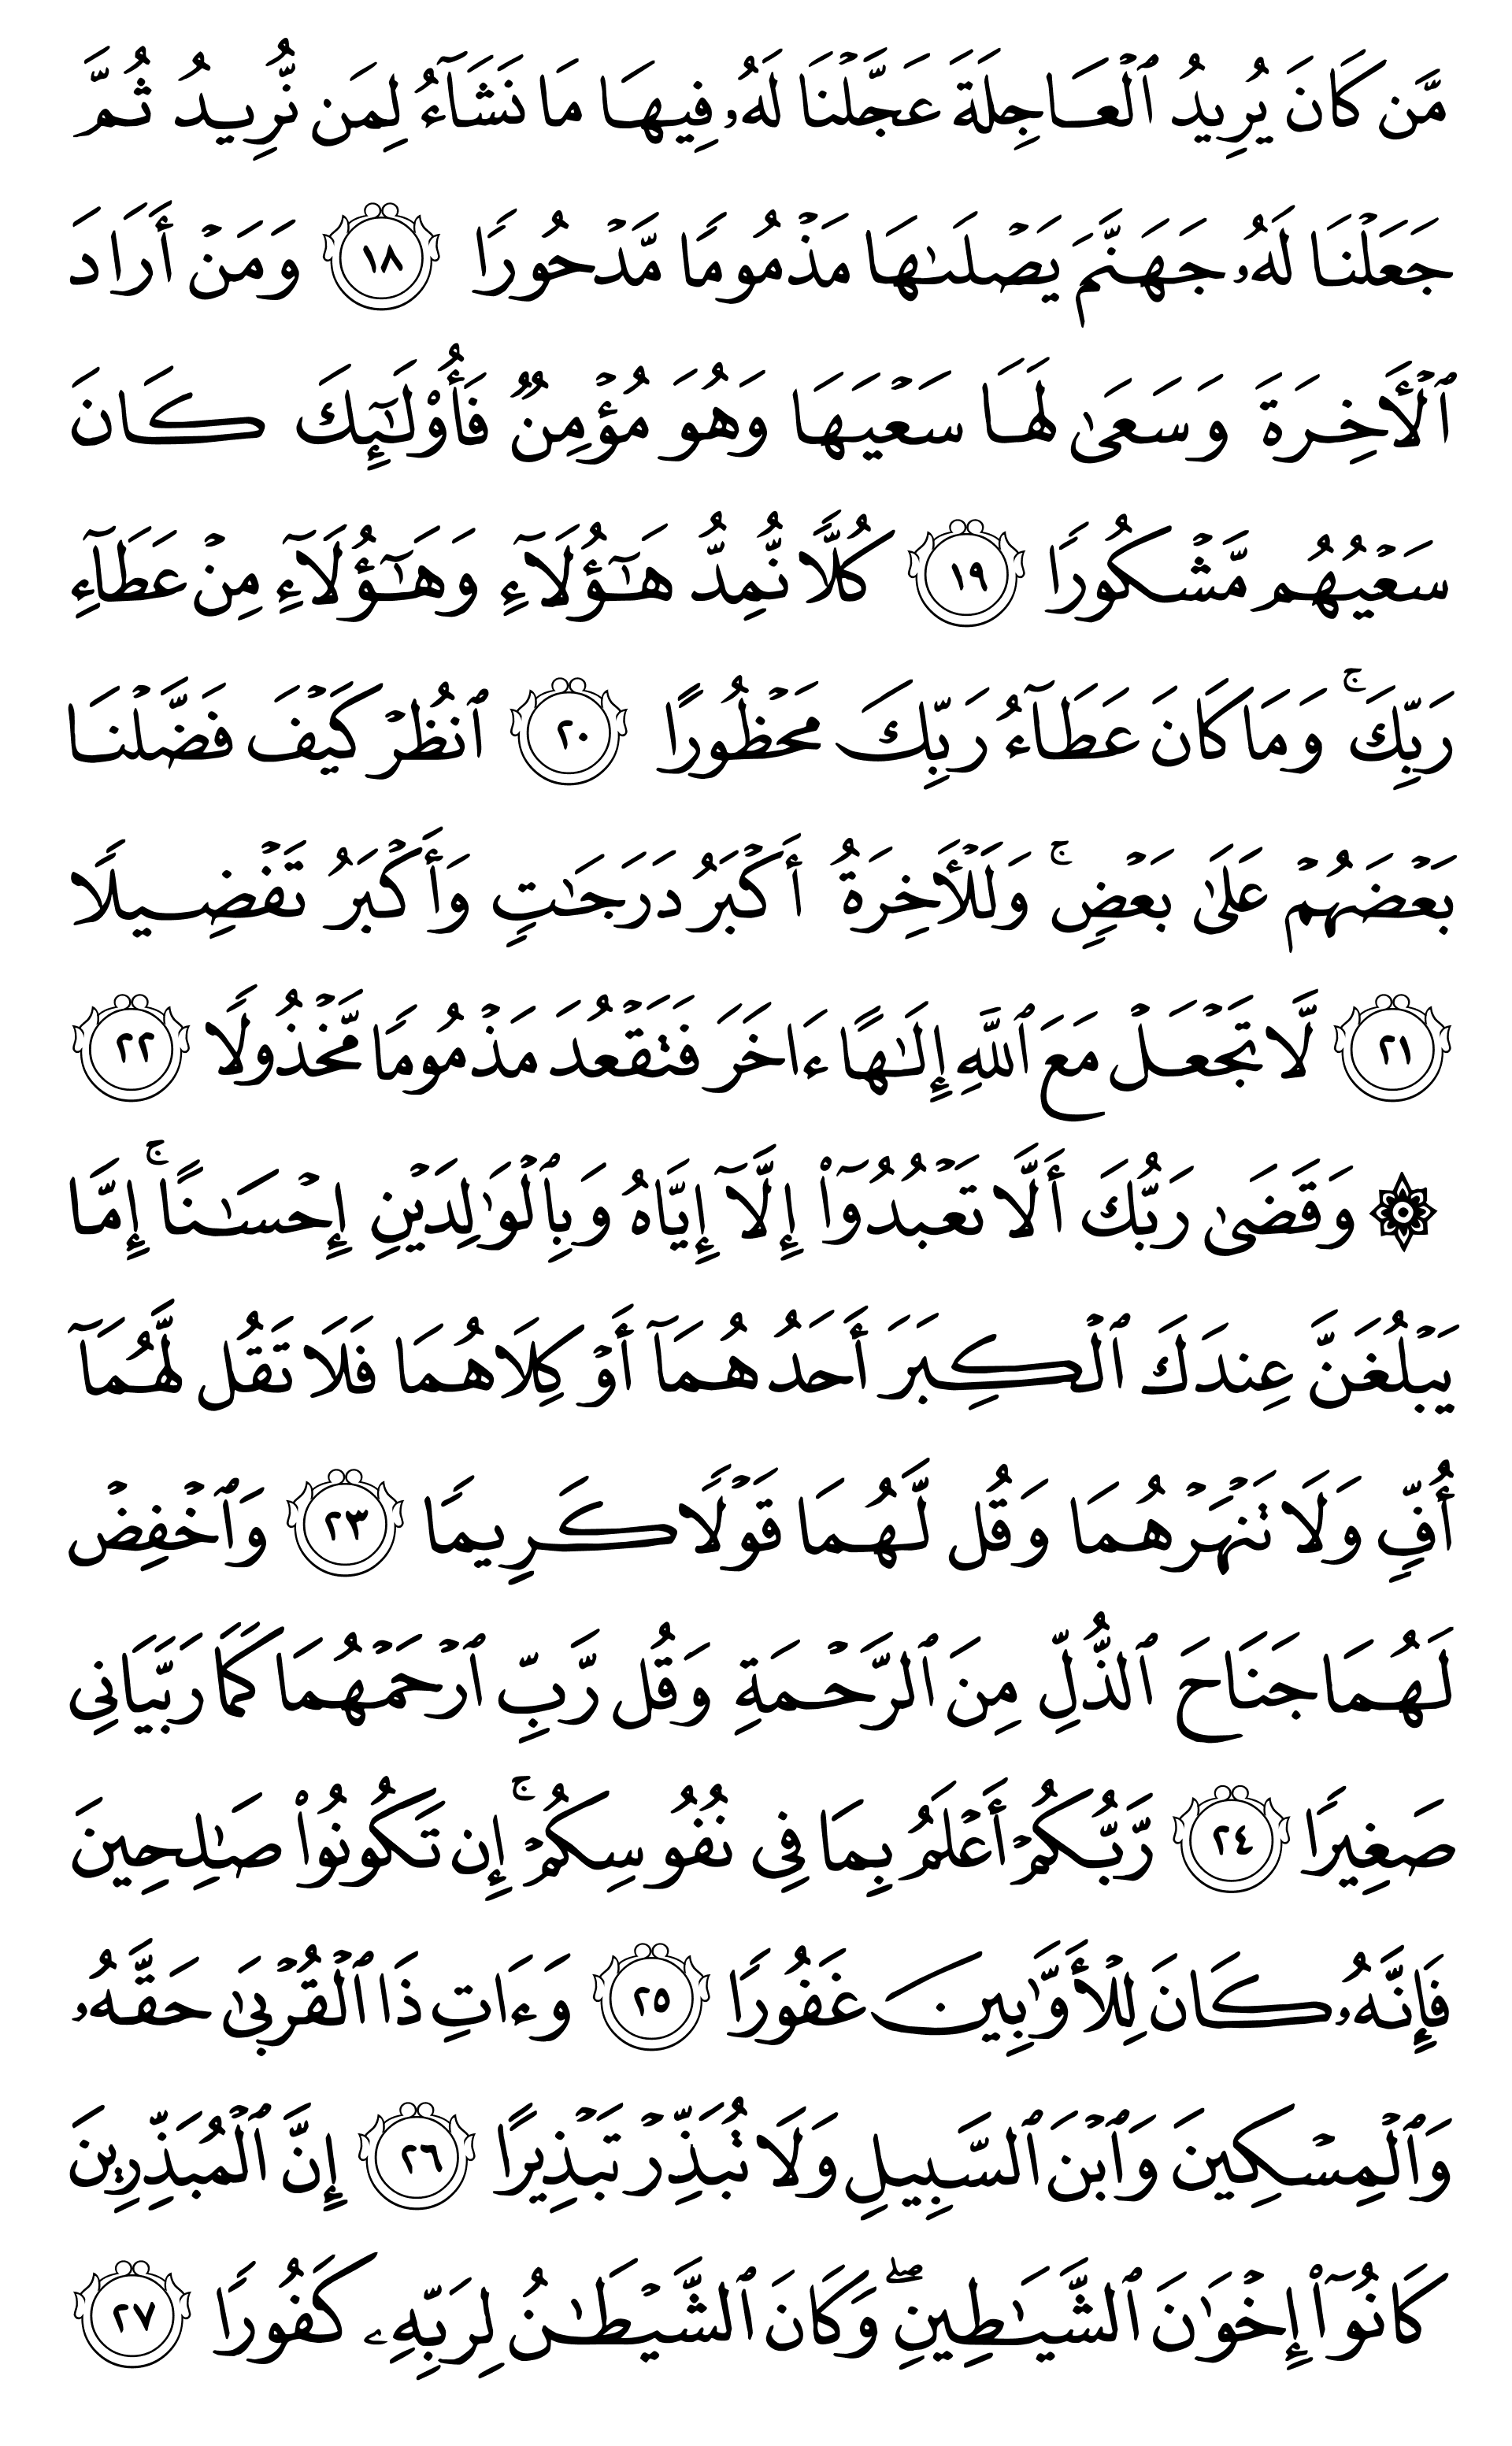 مَّن كَانَ يُرِيدُ ٱلْعَاجِلَةَ عَجَّلْنَا لَهُۥ فِيهَا مَا نَشَآءُ لِمَن نُّرِيدُ ثُمَّ
جَعَلْنَا لَهُۥ جَهَنَّمَ يَصْلَىٰهَا مَذْمُومًا مَّدْحُورًا ١٨ وَمَنْ أَرَادَ
ٱلْأَخِرَةَ وَسَعَىٰ لَهَا سَعْيَهَا وَهُوَ مُؤْمِنٌ فَأُو۟لَـٰٓئِكَ كَانَ
سَعْيُهُم مَّشْكُورًا ١٩ كُلًّا نُّمِدُّ هَـٰٓؤُلَآءِ وَهَـٰٓؤُلَآءِ مِنْ عَطَآءِ
رَبِّكَ ۚ وَمَا كَانَ عَطَآءُ رَبِّكَ مَحْظُورًا ٢٠ ٱنظُرْ كَيْفَ فَضَّلْنَا
بَعْضَهُمْ عَلَىٰ بَعْضٍ ۚ وَلَلْأَخِرَةُ أَكْبَرُ دَرَجَـٰتٍ وَأَكْبَرُ تَفْضِيلًا
٢١ لَّا تَجْعَلْ مَعَ ٱللَّهِ إِلَـٰهًا ءَاخَرَ فَتَقْعُدَ مَذْمُومًا مَّخْذُولًا ٢٢
۞ وَقَضَىٰ رَبُّكَ أَلَّا تَعْبُدُوٓا۟ إِلَّآ إِيَّاهُ وَبِٱلْوَٰلِدَيْنِ إِحْسَـٰنًا ۚ إِمَّا
يَبْلُغَنَّ عِندَكَ ٱلْكِبَرَ أَحَدُهُمَآ أَوْ كِلَاهُمَا فَلَا تَقُل لَّهُمَآ
أُفٍّ وَلَا تَنْهَرْهُمَا وَقُل لَّهُمَا قَوْلًا كَرِيمًا ٢٣ وَٱخْفِضْ
لَهُمَا جَنَاحَ ٱلذُّلِّ مِنَ ٱلرَّحْمَةِ وَقُل رَّبِّ ٱرْحَمْهُمَا كَمَا رَبَّيَانِى
صَغِيرًا ٢٤ رَّبُّكُمْ أَعْلَمُ بِمَا فِى نُفُوسِكُمْ ۚ إِن تَكُونُوا۟ صَـٰلِحِينَ
فَإِنَّهُۥ كَانَ لِلْأَوَّٰبِينَ غَفُورًا ٢٥ وَءَاتِ ذَا ٱلْقُرْبَىٰ حَقَّهُۥ
وَٱلْمِسْكِينَ وَٱبْنَ ٱلسَّبِيلِ وَلَا تُبَذِّرْ تَبْذِيرًا ٢٦ إِنَّ ٱلْمُبَذِّرِينَ
كَانُوٓا۟ إِخْوَٰنَ ٱلشَّيَـٰطِينِ ۖ وَكَانَ ٱلشَّيْطَـٰنُ لِرَبِّهِۦ كَفُورًا ٢٧